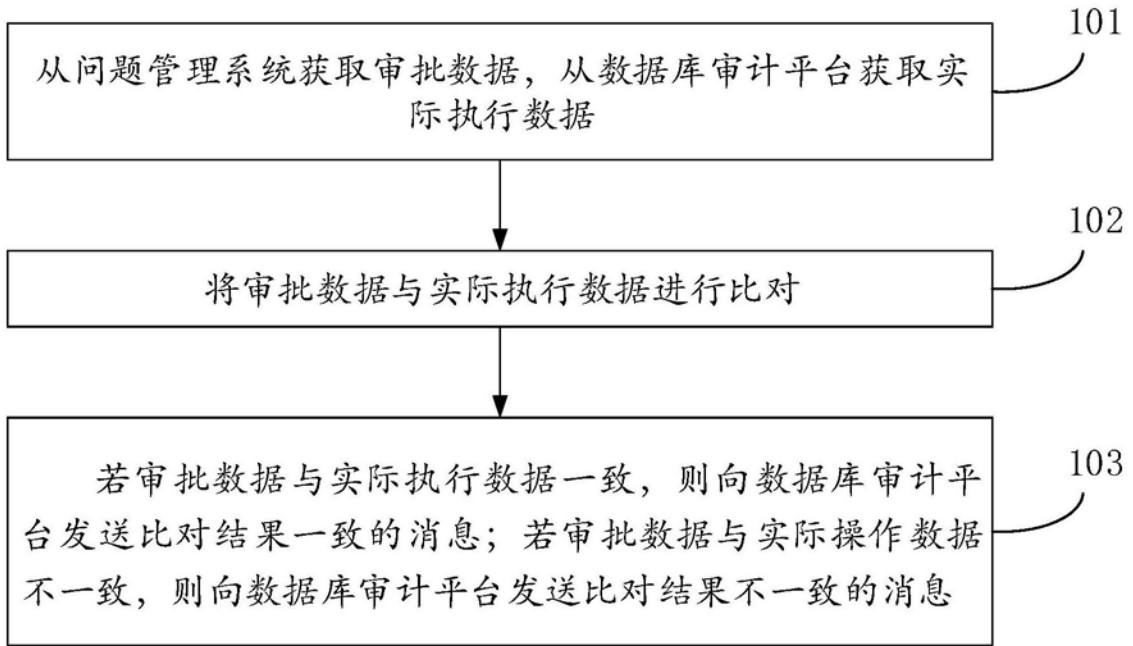 101
从问题管理系统获取审批数据，从数据库审计平台获取实
际执行数据
102
将审批数据与实际执行数据进行比对
103
若审批数据与实际执行数据一致，则向数据库审计平
台发送比对结果一致的消息；若审批数据与实际操作数据
不一致，则向数据库审计平台发送比对结果不一致的消息